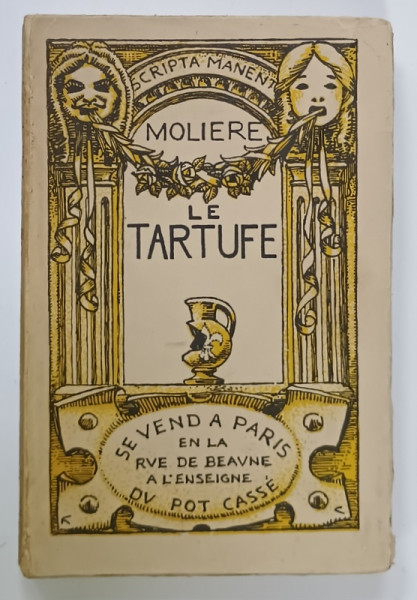 SCRIPTA MANENT
MOLIERE
LE
TARTUFE
SE VEND A PARIS
EN LA
RVE DE BEAVNE
A L'ENSEIGNE
DV POT CASSÉ